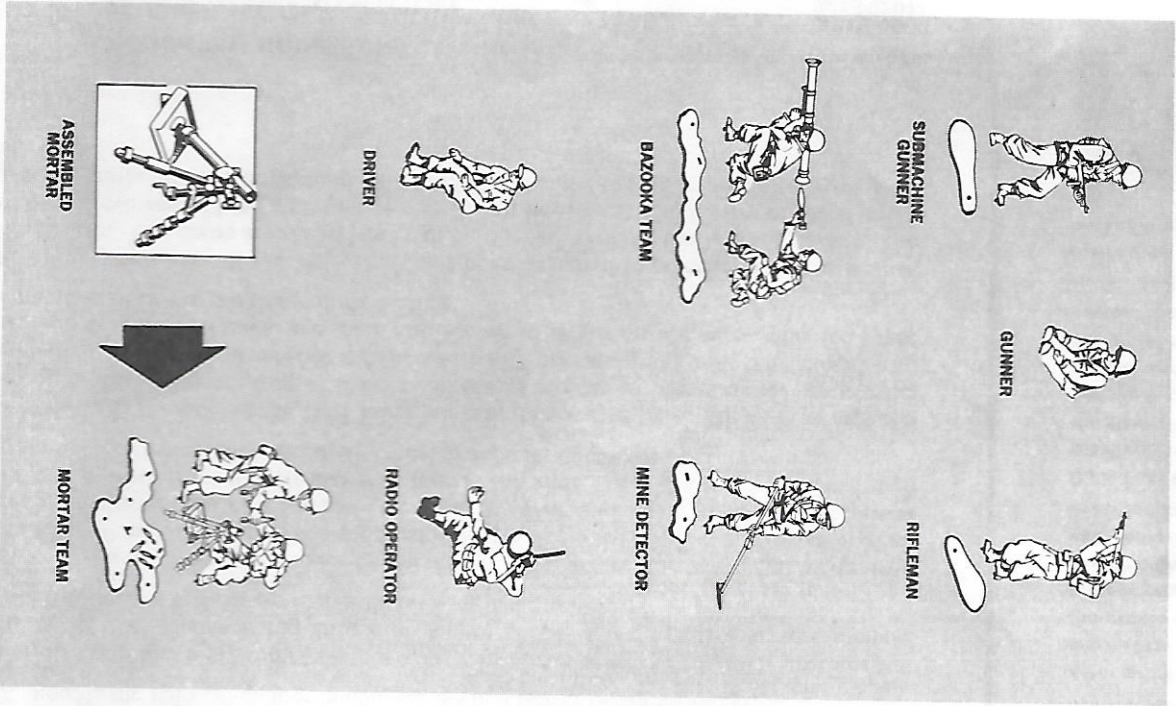 SUBMACHINE
GUNNER
GUNNER
RIFLEMAN
BAZOOKA TEAM
MINE DETECTOR
DRIVER
RADIO OPERATOR
ASSEMBLED
MORTAR
MORTAR TEAM